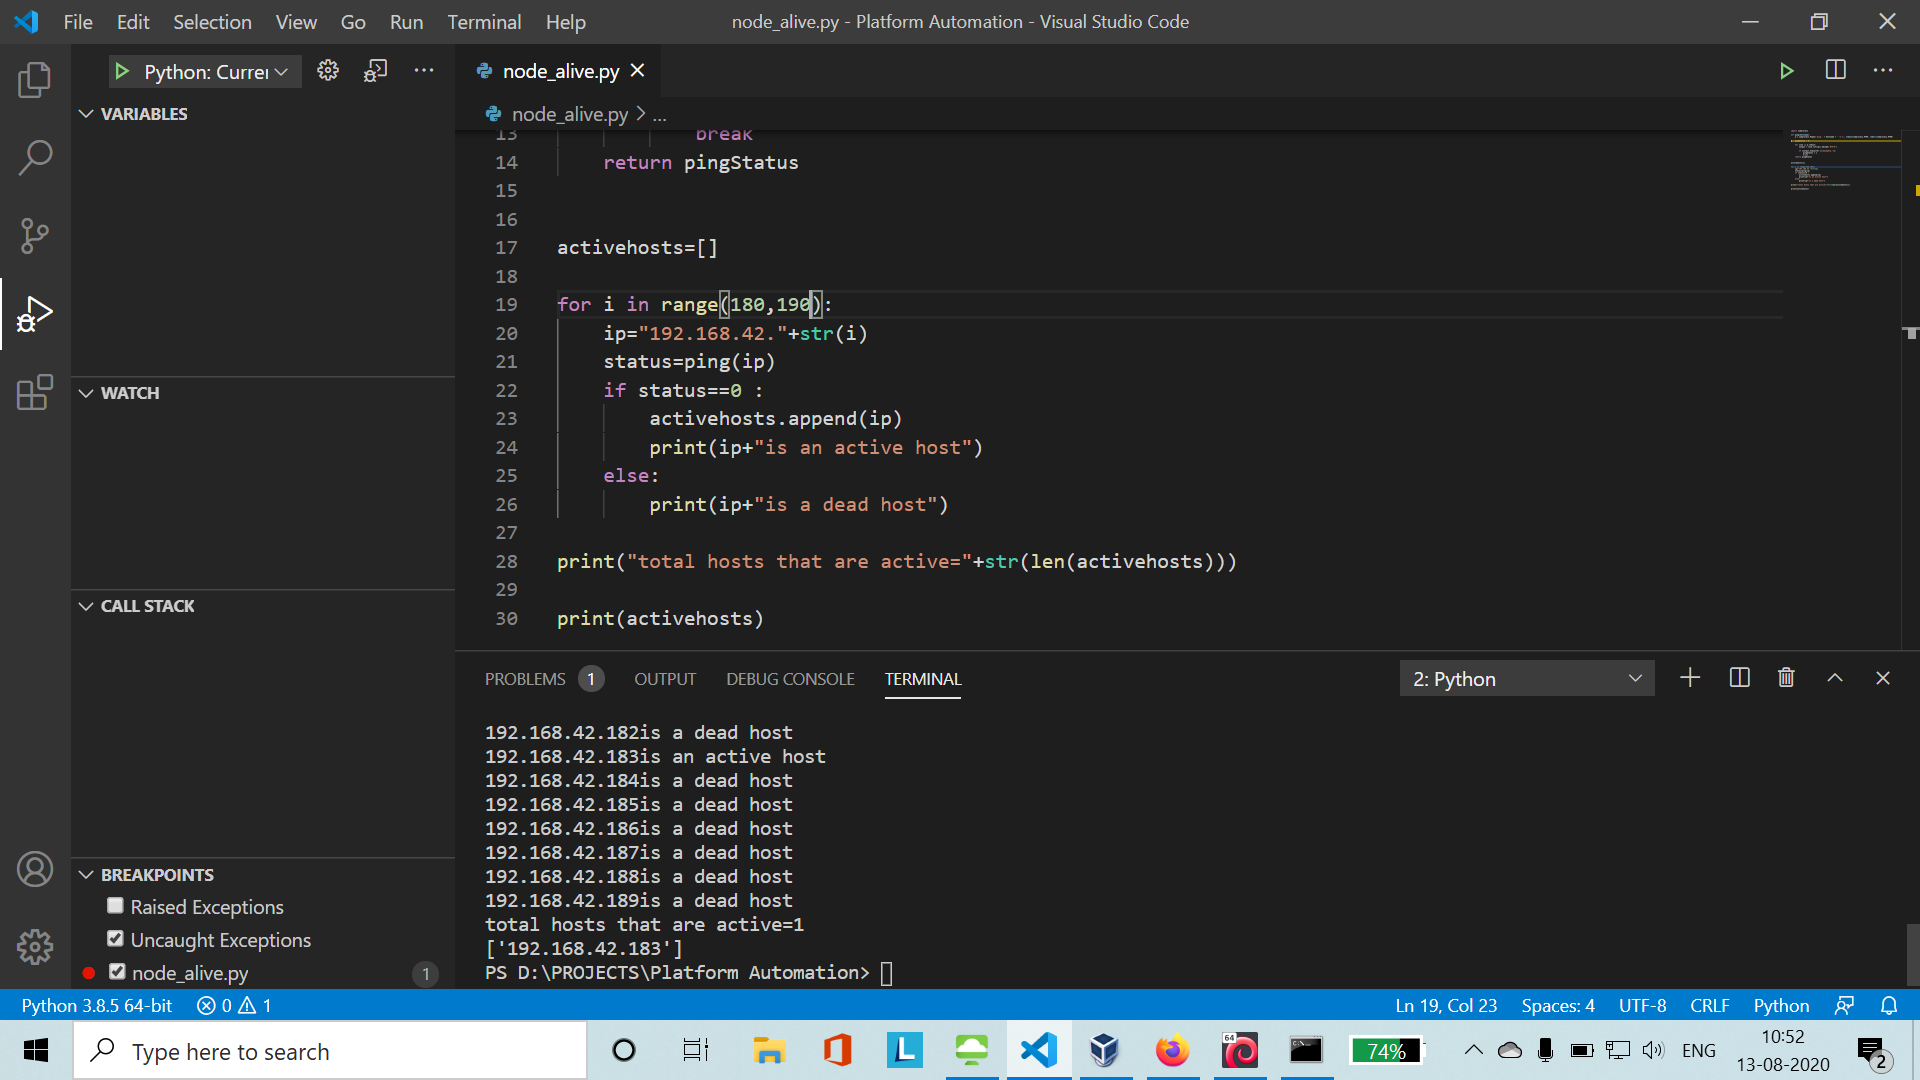 File Edit Selection View Go Run Terminal Help
node_alive.py - Platform Automation - Visual Studio Code
Python: Currer
node_alive.py
VARIABLES
node_alive.py > ...
13 break
14 return pingStatus
15
16
17 activehosts=[]
18
19 for i in range(180,190):
20 ip="192.168.42."+str(i)
21 status=ping(ip)
22 if status==0 :
23 activehosts.append(ip)
24 print(ip+"is an active host")
25 else:
26 print(ip+"is a dead host")
27
28 print("total hosts that are active="+str(len(activehosts)))
29
30 print(activehosts)
WATCH
CALL STACK
BREAKPOINTS
Raised Exceptions
Uncaught Exceptions
node_alive.py 1
PROBLEMS 1 OUTPUT DEBUG CONSOLE TERMINAL
2: Python
192.168.42.182is a dead host
192.168.42.183is an active host
192.168.42.184is a dead host
192.168.42.185is a dead host
192.168.42.186is a dead host
192.168.42.187is a dead host
192.168.42.188is a dead host
192.168.42.189is a dead host
total hosts that are active=1
['192.168.42.183']
PS D:\PROJECTS\Platform Automation>
Python 3.8.5 64-bit 0 1
Ln 19, Col 23 Spaces: 4 UTF-8 CRLF Python
Type here to search
L
64
74%
ENG
10:52
13-08-2020
2